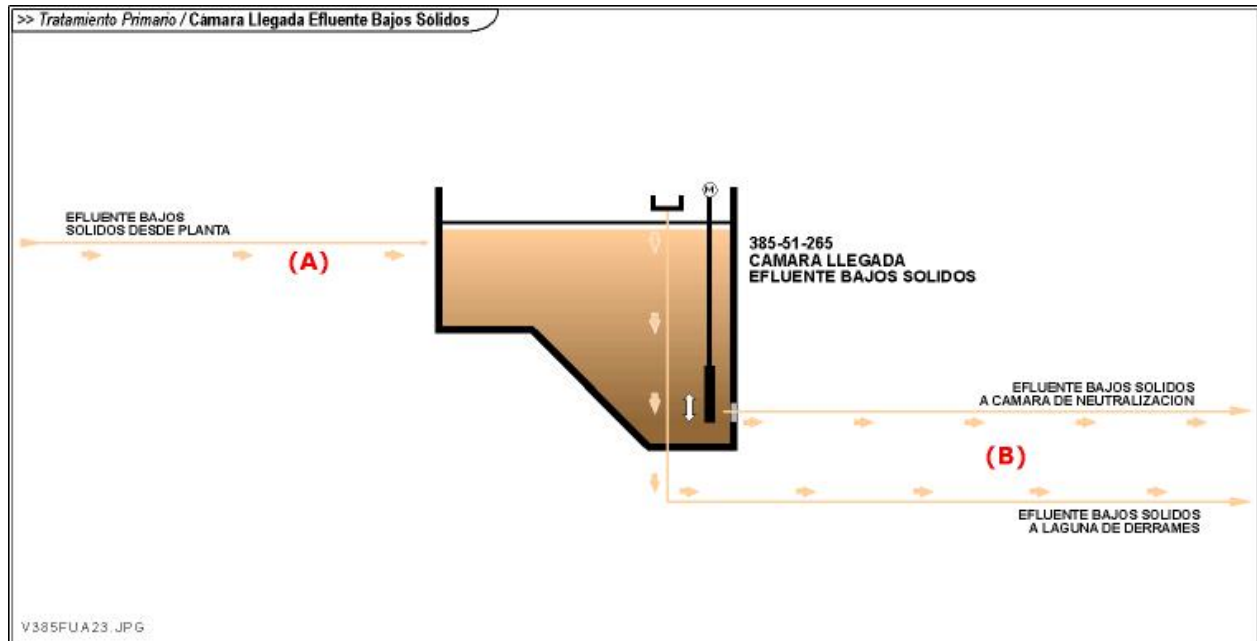 >> Tratamiento Primario / Cámara Llegada Efluente Bajos Sólidos
M
EFLUENTE BAJOS
SOLIDOS DESDE PLANTA
(A)
385-51-265
CAMARA LLEGADA
EFLUENTE BAJOS SOLIDOS
EFLUENTE BAJOS SOLIDOS
A CAMARA DE NEUTRALIZACION
(B)
EFLUENTE BAJOS SOLIDOS
A LAGUNA DE DERRAMES
V385FUA23.JPG